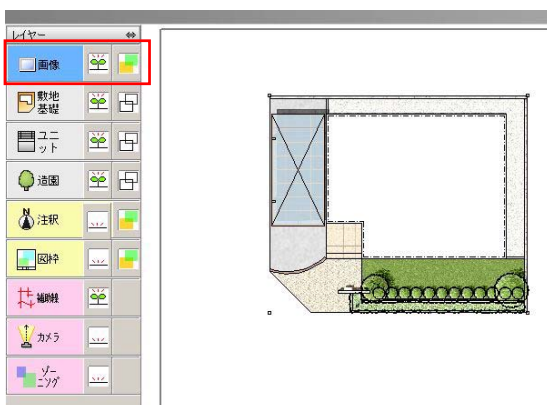 レイヤー
画像
敷地
基礎
ユニ
ット
造園
N
注釈
図枠
補助線
カメラ
ゾー
ニング